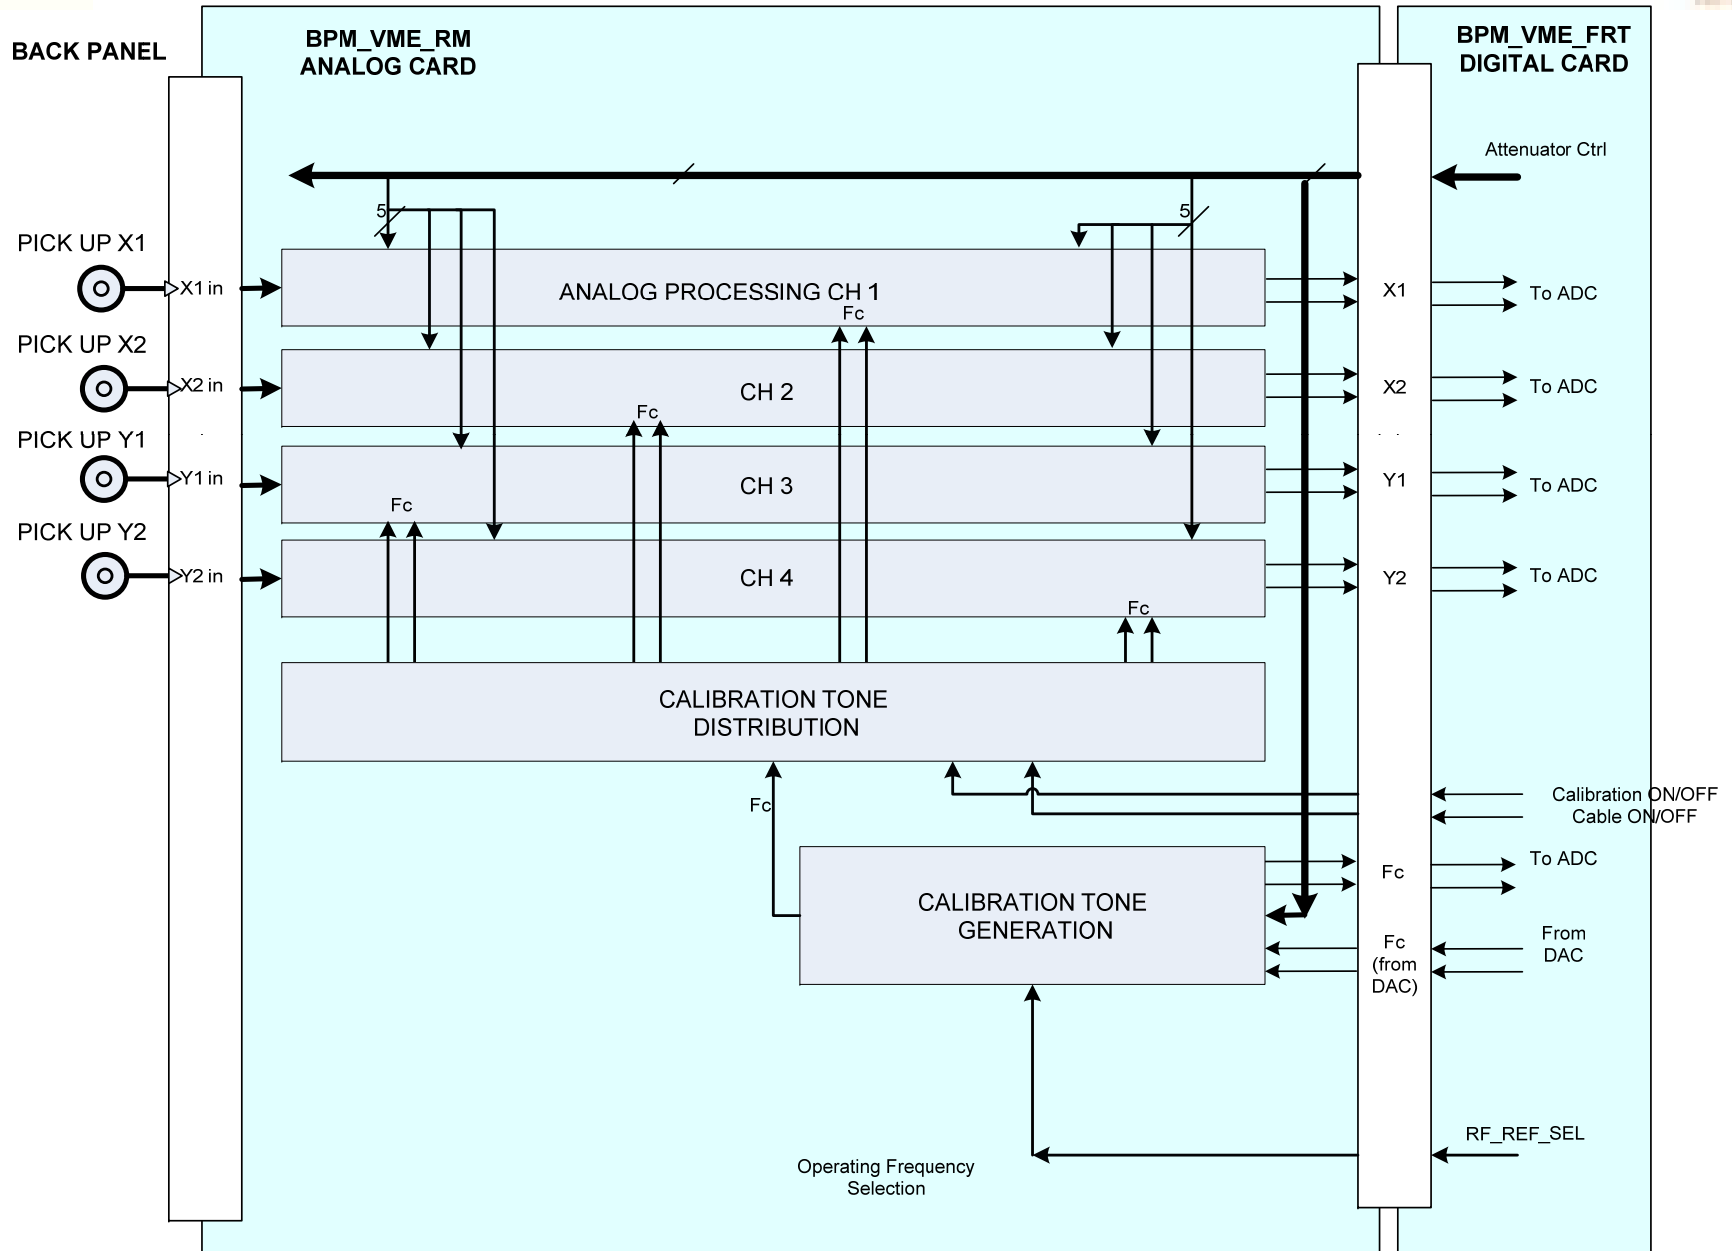 BACK PANEL
BPM_VME_RM
ANALOG CARD
BPM_VME_FRT
DIGITAL CARD
Attenuator Ctrl
5
5
PICK UP X1
X1 in
ANALOG PROCESSING CH 1
Fc
X1
To ADC
PICK UP X2
X2 in
CH 2
Fc
X2
To ADC
PICK UP Y1
Y1 in
CH 3
Fc
Y1
To ADC
PICK UP Y2
Y2 in
CH 4
Fc
Y2
To ADC
CALIBRATION TONE
DISTRIBUTION
Fc
Calibration ON/OFF
Cable ON/OFF
CALIBRATION TONE
GENERATION
Fc
To ADC
Fc
(from
DAC)
From
DAC
RF_REF_SEL
Operating Frequency
Selection